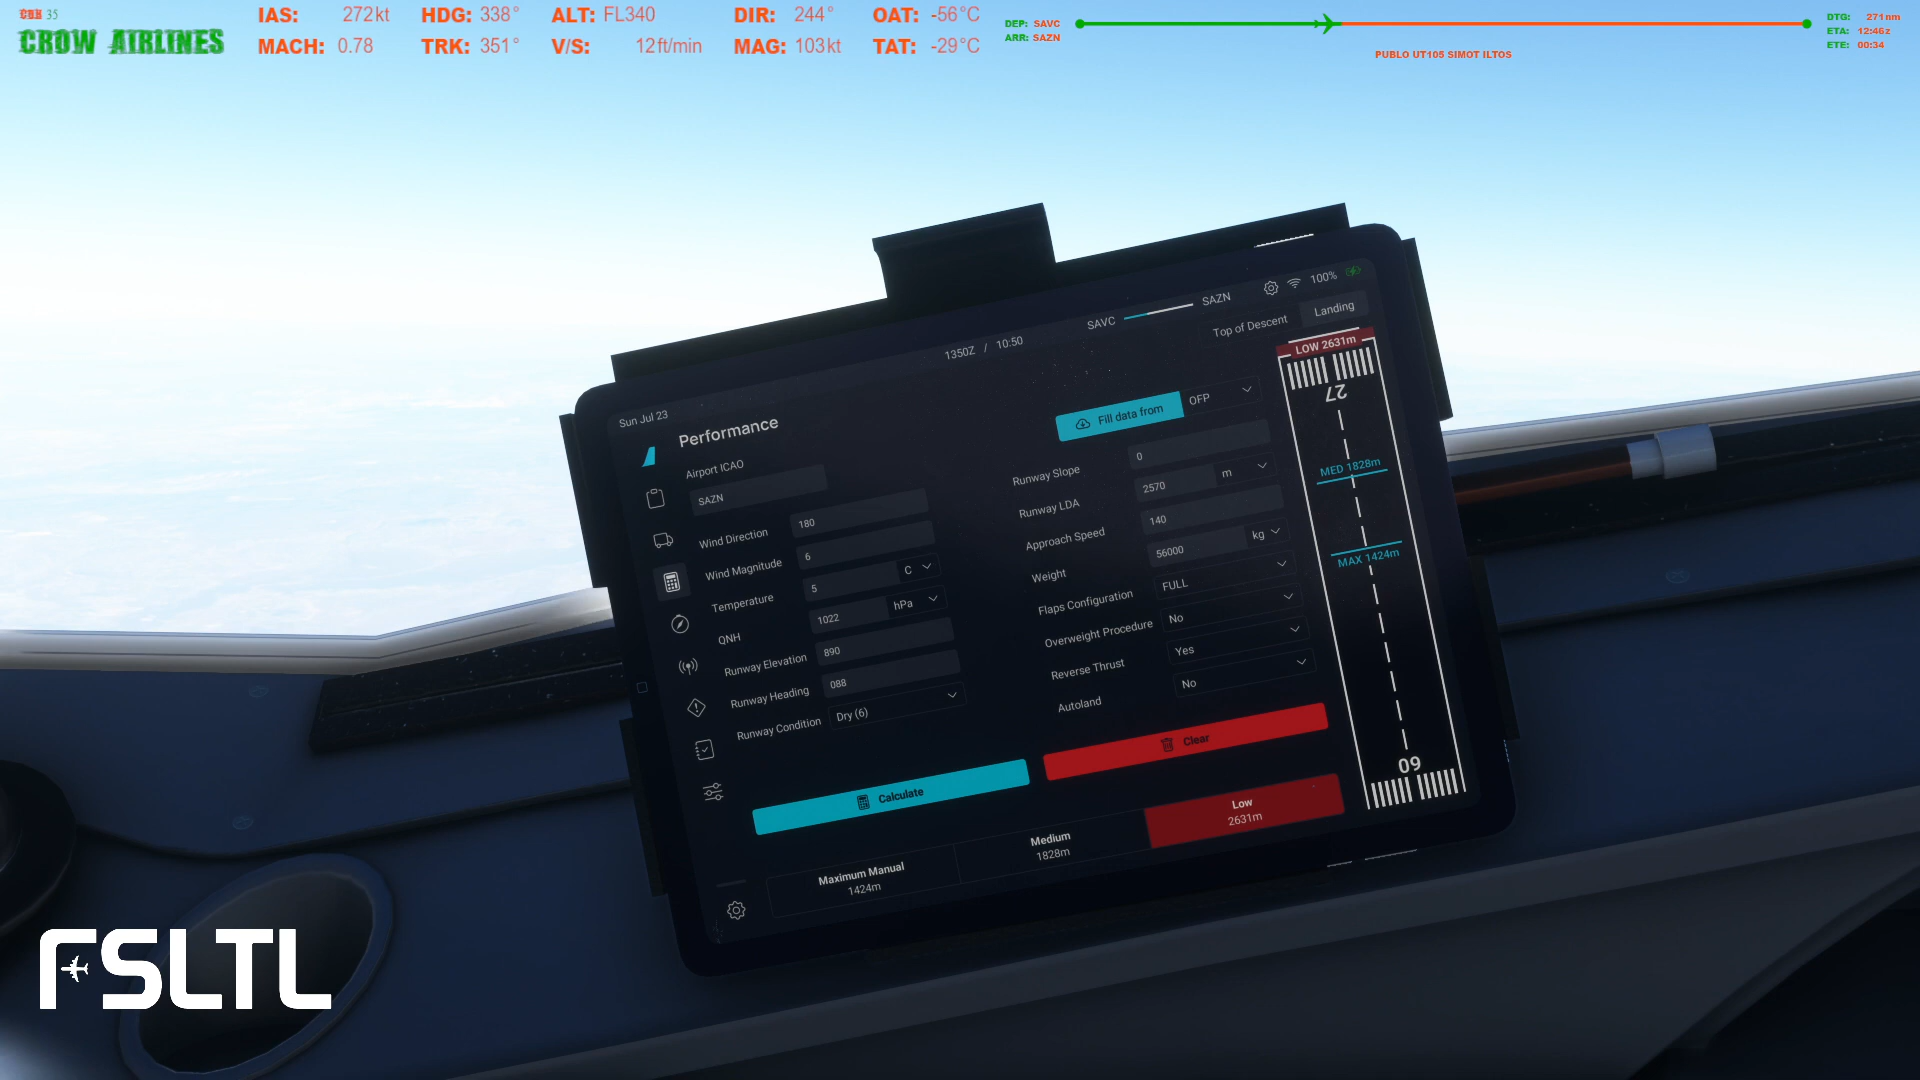 CRH 35
CROW AIRLINES
IAS: 272kt HDG: 338° ALT: FL340 DIR: 244° OAT: -56°C
MACH: 0.78 TRK: 351° V/S: 12ft/min MAG: 103kt TAT: -29°C
DEP: SAVC
ARR: SAZN
PUBLO UT105 SIMOT ILTOS
DTG: 271nm
ETA: 12:46z
ETE: 00:34
Sun Jul 23
1350Z / 10:50
SAVC SAZN
100%
Performance
Top of Descent Landing
Airport ICAO
SAZN
Fill data from OFP
Wind Direction 180
Wind Magnitude 6
Temperature 5 C
QNH 1022 hPa
Runway Elevation 890
Runway Heading 088
Runway Condition Dry (6)
Runway Slope 0
Runway LDA 2570 m
Approach Speed 140
Weight 56000 kg
Flaps Configuration FULL
Overweight Procedure No
Reverse Thrust Yes
Autoland No
Calculate
Clear
Maximum Manual
1424m
Medium
1828m
Low
2631m
LOW 2631m
27
MED 1828m
MAX 1424m
09
FSLTL